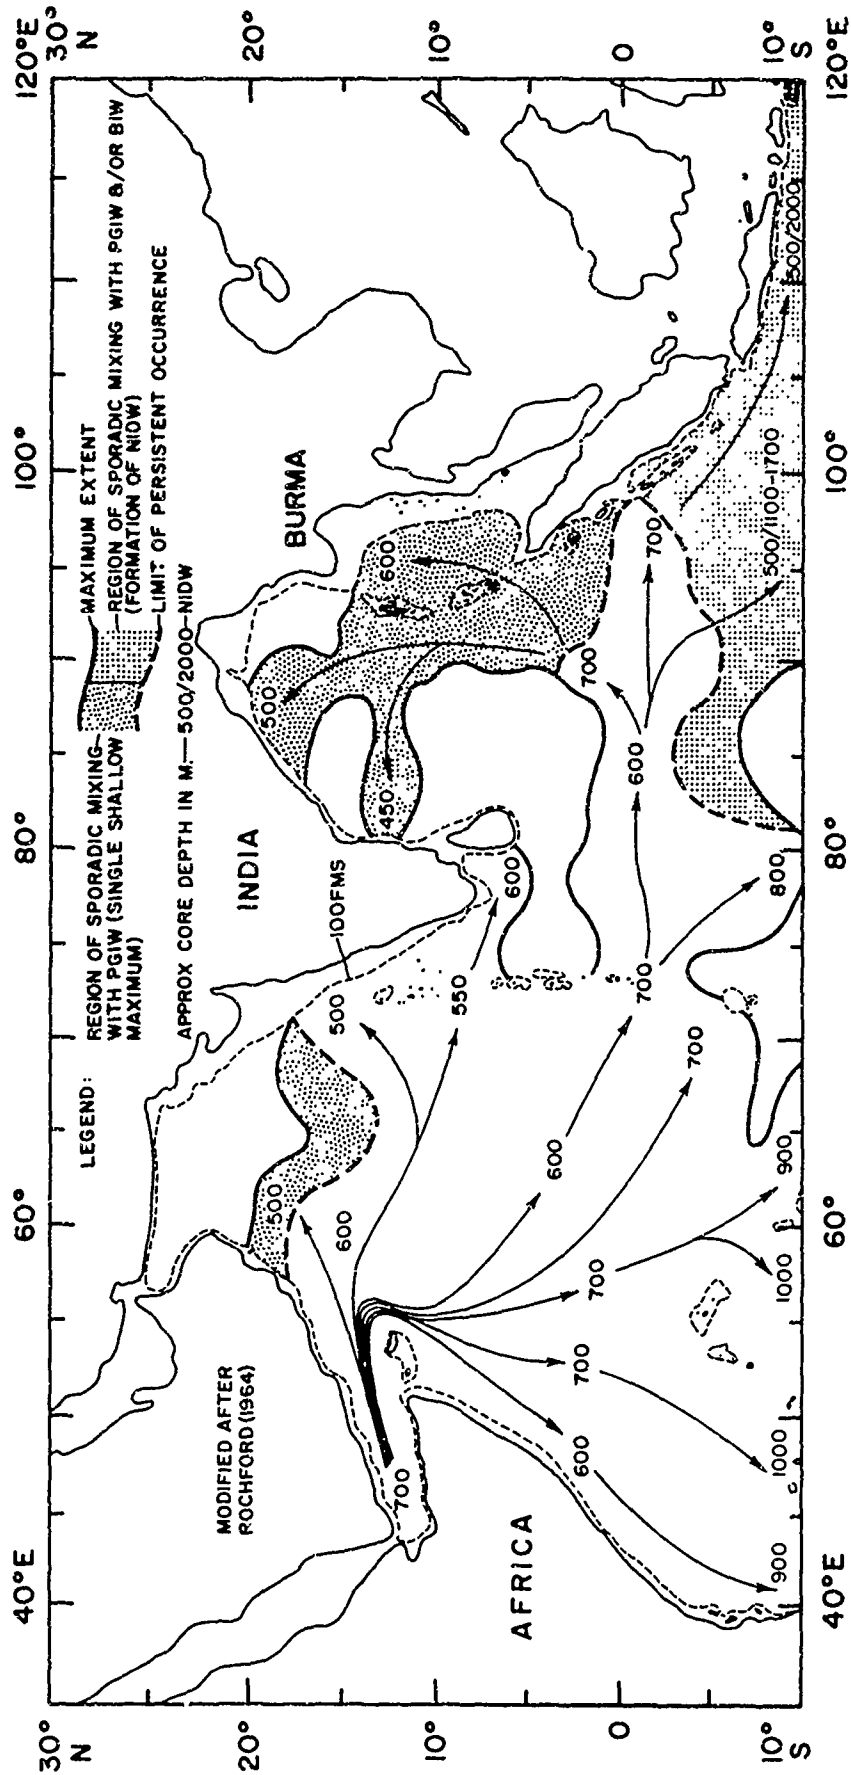 40°E
60°
80°
100°
120°E
30°
N
20°
10°
0
10°
S
30°
N
20°
10°
0
10°
S
40°E
60°
80°
100°
120°E
LEGEND:
REGION OF SPORADIC MIXING
WITH PGIW (SINGLE SHALLOW
MAXIMUM)
MAXIMUM EXTENT
REGION OF SPORADIC MIXING WITH PGIW &/OR BIW
(FORMATION OF NIDW)
LIMIT OF PERSISTENT OCCURRENCE
APPROX CORE DEPTH IN M.—500/2000—NIDW
MODIFIED AFTER
ROCHFORD (1964)
INDIA
BURMA
AFRICA
100FMS
500
500
600
550
600
700
500
450
600
700
600
700
700
600
700
700
700
600
800
900
1000
1000
900
500/1100-1700
500/2000